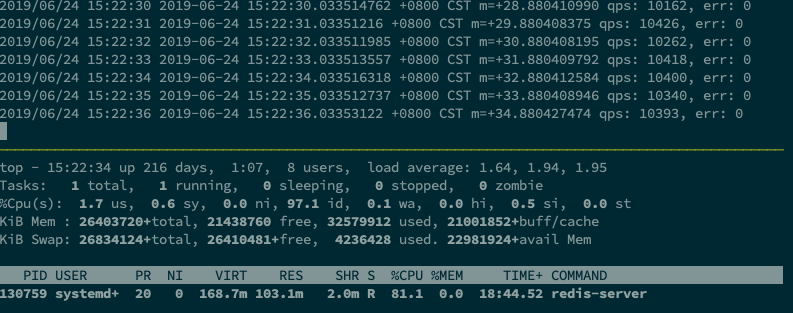 2019/06/24 15:22:30 2019-06-24 15:22:30.033514762 +0800 CST m=+28.880410990 qps: 10162, err: 0
2019/06/24 15:22:31 2019-06-24 15:22:31.03351216 +0800 CST m=+29.880408375 qps: 10426, err: 0
2019/06/24 15:22:32 2019-06-24 15:22:32.033511985 +0800 CST m=+30.880408195 qps: 10262, err: 0
2019/06/24 15:22:33 2019-06-24 15:22:33.033513557 +0800 CST m=+31.880409792 qps: 10418, err: 0
2019/06/24 15:22:34 2019-06-24 15:22:34.033516318 +0800 CST m=+32.880412584 qps: 10400, err: 0
2019/06/24 15:22:35 2019-06-24 15:22:35.033512737 +0800 CST m=+33.880408946 qps: 10340, err: 0
2019/06/24 15:22:36 2019-06-24 15:22:36.03353122 +0800 CST m=+34.880427474 qps: 10393, err: 0
top - 15:22:34 up 216 days,  1:07,  8 users,  load average: 1.64, 1.94, 1.95
Tasks:   1 total,   1 running,   0 sleeping,   0 stopped,   0 zombie
%Cpu(s):  1.7 us,  0.6 sy,  0.0 ni, 97.1 id,  0.1 wa,  0.0 hi,  0.5 si,  0.0 st
KiB Mem : 26403720+total, 21438760 free, 32579912 used, 21001852+buff/cache
KiB Swap: 26834124+total, 26410481+free,  4236428 used. 22981924+avail Mem
PID USER      PR  NI    VIRT    RES    SHR S  %CPU %MEM     TIME+ COMMAND
130759 systemd+  20   0  168.7m 103.1m   2.0m R  81.1  0.0  18:44.52 redis-server